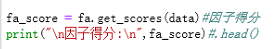 fa_score = fa.get_scores(data)#因子得分
print("\n因子得分:\n",fa_score)#.head()